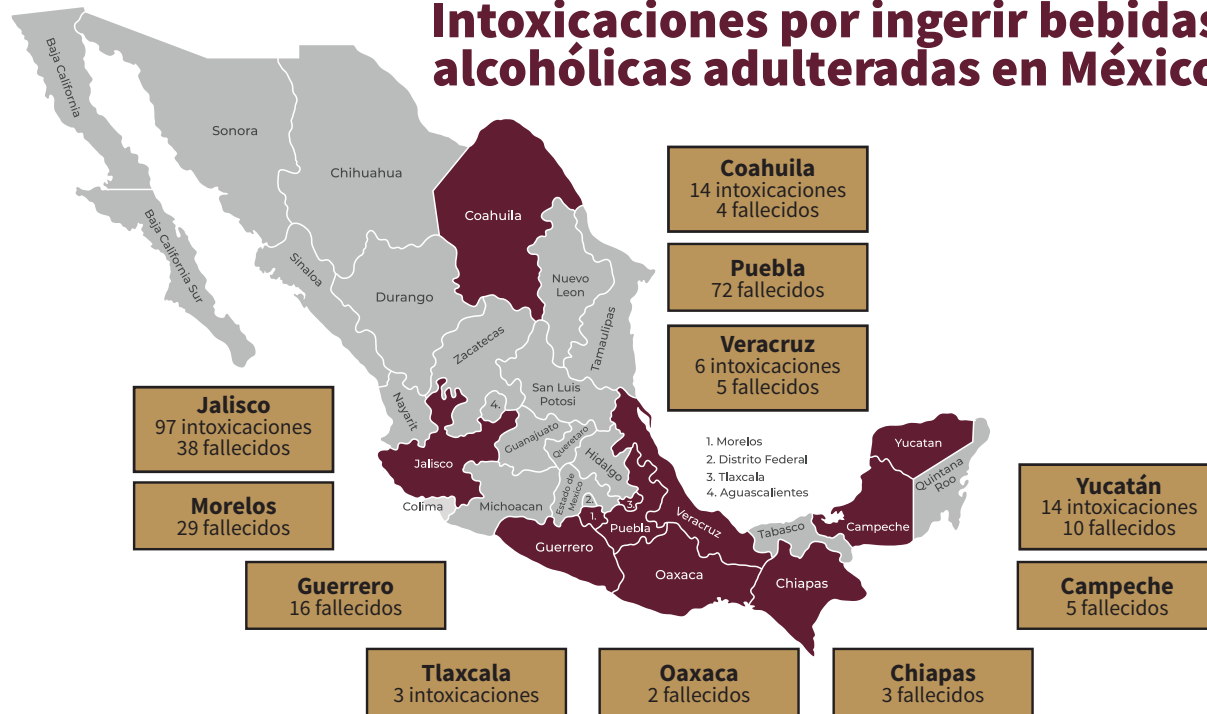 Intoxicaciones por ingerir bebidas
alcohólicas adulteradas en México
Baja California
Sonora
Chihuahua
Coahuila
Baja California Sur
Sinaloa
Durango
Nuevo
Leon
Tamaulipas
Zacatecas
San Luis
Potosi
Nayarit
4.
Guanajuato
Queretaro
Hidalgo
Jalisco
Colima
Michoacan
Estado de
Mexico
2.
3.
1.
Puebla
Veracruz
Guerrero
Oaxaca
Tabasco
Chiapas
Campeche
Yucatan
Quintana
Roo
Coahuila
14 intoxicaciones
4 fallecidos
Puebla
72 fallecidos
Veracruz
6 intoxicaciones
5 fallecidos
1. Morelos
2. Distrito Federal
3. Tlaxcala
4. Aguascalientes
Jalisco
97 intoxicaciones
38 fallecidos
Morelos
29 fallecidos
Guerrero
16 fallecidos
Tlaxcala
3 intoxicaciones
Oaxaca
2 fallecidos
Chiapas
3 fallecidos
Yucatán
14 intoxicaciones
10 fallecidos
Campeche
5 fallecidos